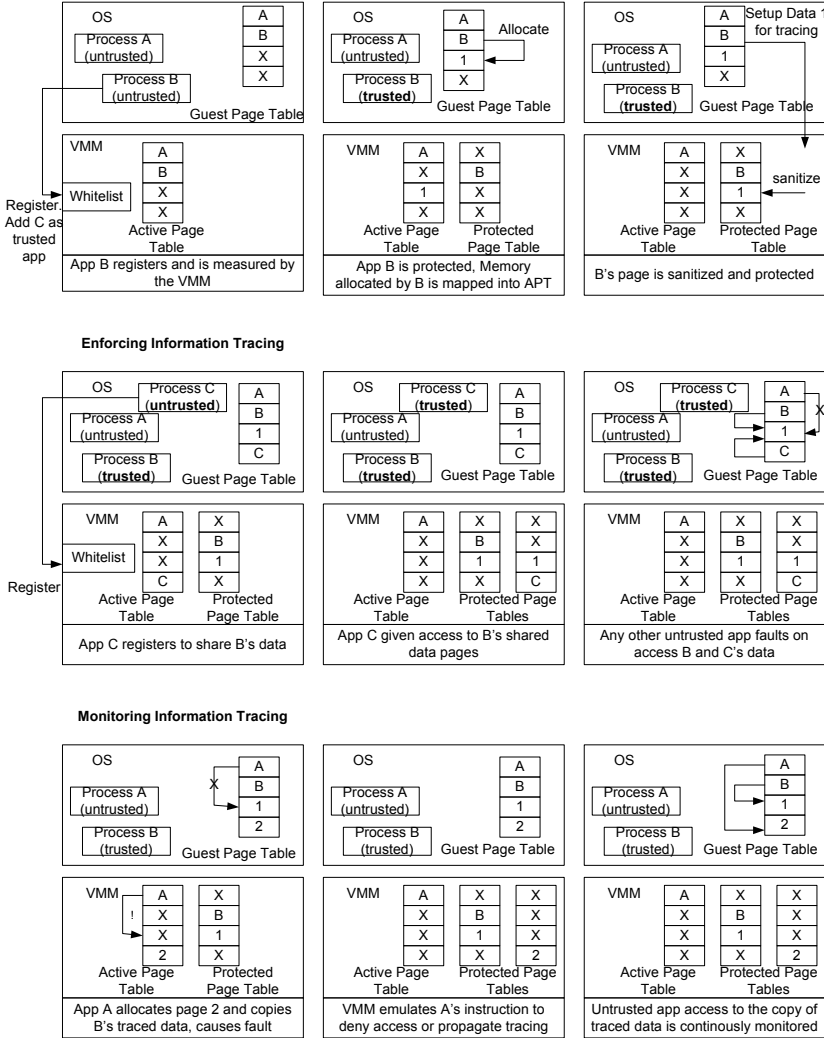 OS
Process A
(untrusted)
Process B
(untrusted)
A
B
X
X
Guest Page Table
VMM
Whitelist
A
B
X
X
Active Page
Table
Register.
Add C as
trusted
app
App B registers and is measured by
the VMM
OS
Process A
(untrusted)
Process B
(trusted)
A
B
1
X
Allocate
Guest Page Table
VMM
A
X
1
X
X
B
X
X
Active Page
Table
Protected
Page Table
App B is protected, Memory
allocated by B is mapped into APT
OS
Process A
(untrusted)
Process B
(trusted)
A
B
1
X
Setup Data 1
for tracing
Guest Page Table
VMM
A
X
X
X
X
B
1
X
sanitize
Active Page
Table
Protected Page
Table
B's page is sanitized and protected
Enforcing Information Tracing
OS
Process C
(untrusted)
Process A
(untrusted)
Process B
(trusted)
A
B
1
C
Guest Page Table
VMM
Whitelist
A
X
X
C
X
B
1
X
Register
Active Page
Table
Protected
Page Table
App C registers to share B's data
OS
Process C
(trusted)
Process A
(untrusted)
Process B
(trusted)
A
B
1
C
Guest Page Table
VMM
A
X
X
X
X
B
1
X
X
X
1
C
Active Page
Table
Protected Page
Tables
App C given access to B's shared
data pages
OS
Process C
(trusted)
Process A
(untrusted)
Process B
(trusted)
A
B
1
C
X
Guest Page Table
VMM
A
X
X
X
X
B
1
X
X
X
1
C
Active Page
Table
Protected Page
Tables
Any other untrusted app faults on
access B and C's data
Monitoring Information Tracing
OS
Process A
(untrusted)
Process B
(trusted)
X
A
B
1
2
Guest Page Table
VMM
!
A
X
X
2
X
B
1
X
Active Page
Table
Protected
Page Table
App A allocates page 2 and copies
B's traced data, causes fault
OS
Process A
(untrusted)
Process B
(trusted)
A
B
1
2
Guest Page Table
VMM
A
X
X
X
X
B
1
X
X
X
X
2
Active Page
Table
Protected Page
Tables
VMM emulates A's instruction to
deny access or propagate tracing
OS
Process A
(untrusted)
Process B
(trusted)
A
B
1
2
Guest Page Table
VMM
A
X
X
X
X
B
1
X
X
X
X
2
Active Page
Table
Protected Pages
Tables
Untrusted app access to the copy of
traced data is continously monitored